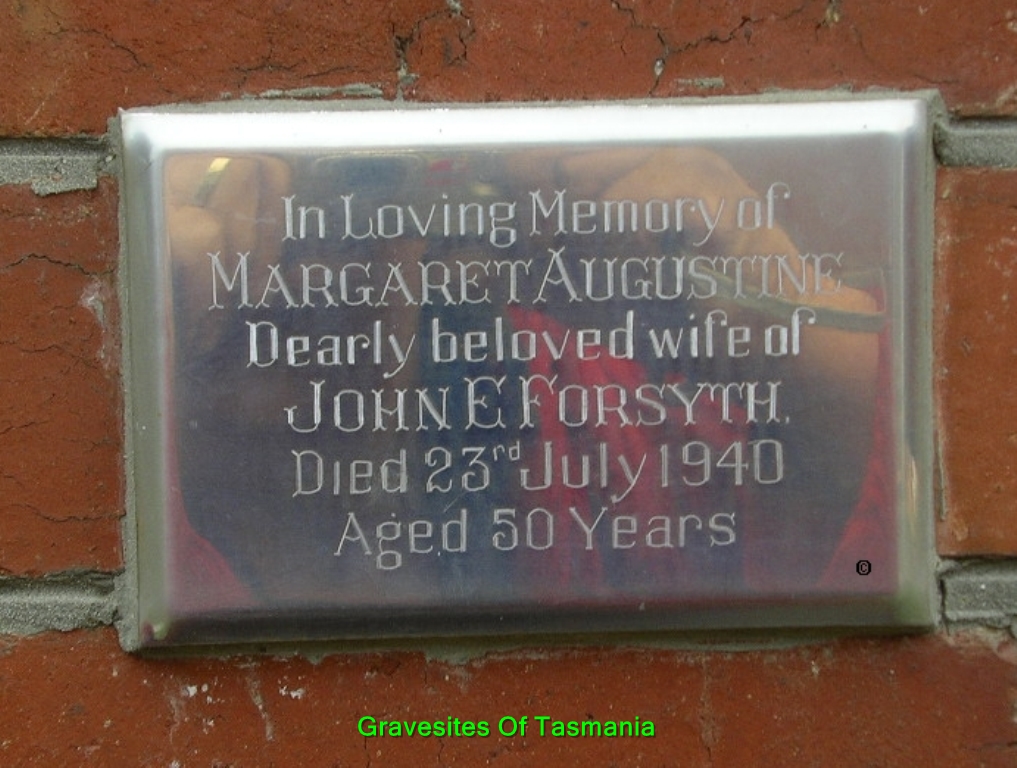 In Loving Memory of
MARGARET AUGUSTINE
Dearly beloved wife of
JOHN E FORSYTH.
Died 23rd July 1940
Aged 50 Years
©
Gravesites Of Tasmania